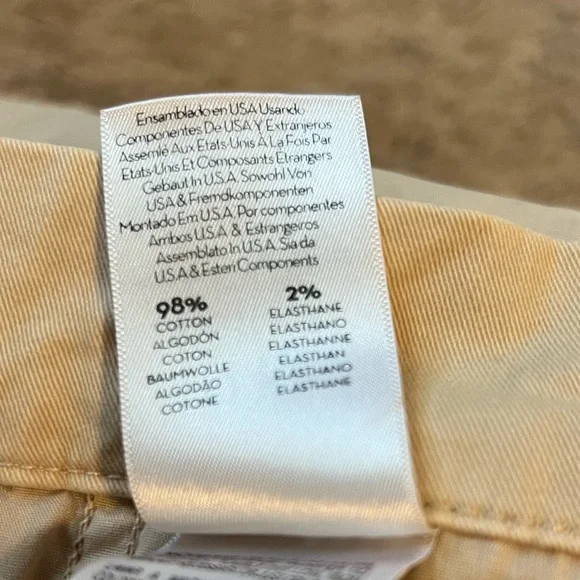 Ensamblado en USA Usando
Componentes De USA Y Extranjeros
Assemlé Aux Etats-Unis À La Fois Par
Etats-Unis Et Composants Etrangers
Gebaut In U.S.A. Sowohl Von
USA & Fremdkomponenten
Montado Em U.S.A. Por componentes
Ambos U.S.A. & Estrangeiros
Assemblato In U.S.A. Sia da
U.S.A & Esteri Components
98%
COTTON
ALGODÓN
COTON
BAUMWOLLE
ALGODÃO
COTONE
2%
ELASTHANE
ELASTHANO
ELASTHANNE
ELASTHAN
ELASTHANO
ELASTHANE